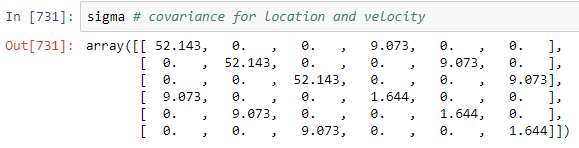 In [731]: sigma # covariance for location and velocity
Out[731]: array([[ 52.143,   0.   ,   0.   ,   9.073,   0.   ,   0.   ],
[  0.   ,  52.143,   0.   ,   0.   ,   9.073,   0.   ],
[  0.   ,   0.   ,  52.143,   0.   ,   0.   ,   9.073],
[  9.073,   0.   ,   0.   ,   1.644,   0.   ,   0.   ],
[  0.   ,   9.073,   0.   ,   0.   ,   1.644,   0.   ],
[  0.   ,   0.   ,   9.073,   0.   ,   0.   ,   1.644]])